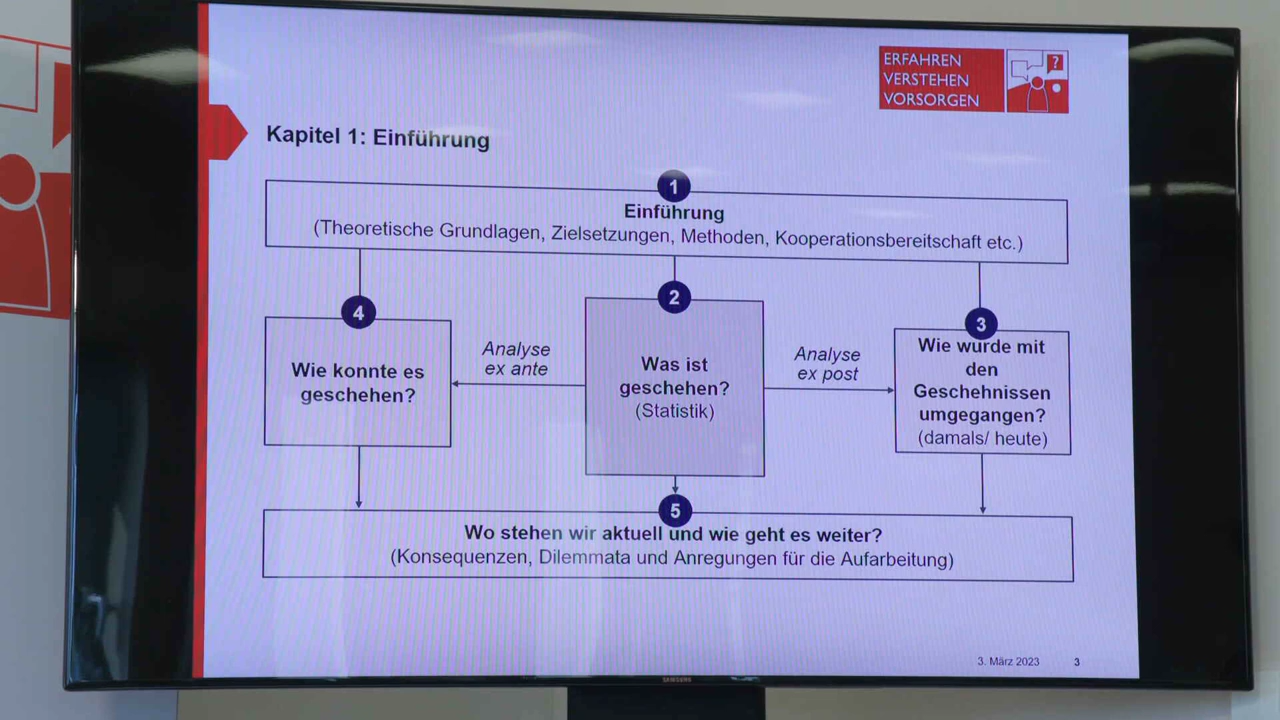 ERFAHREN
VERSTEHEN
VORSORGEN
?
Kapitel 1: Einführung
1
Einführung
(Theoretische Grundlagen, Zielsetzungen, Methoden, Kooperationsbereitschaft etc.)
4
Wie konnte es
geschehen?
Analyse
ex ante
2
Was ist
geschehen?
(Statistik)
Analyse
ex post
3
Wie wurde mit
den
Geschehnissen
umgegangen?
(damals/ heute)
5
Wo stehen wir aktuell und wie geht es weiter?
(Konsequenzen, Dilemmata und Anregungen für die Aufarbeitung)
3. März 2023 3
SAMSUNG